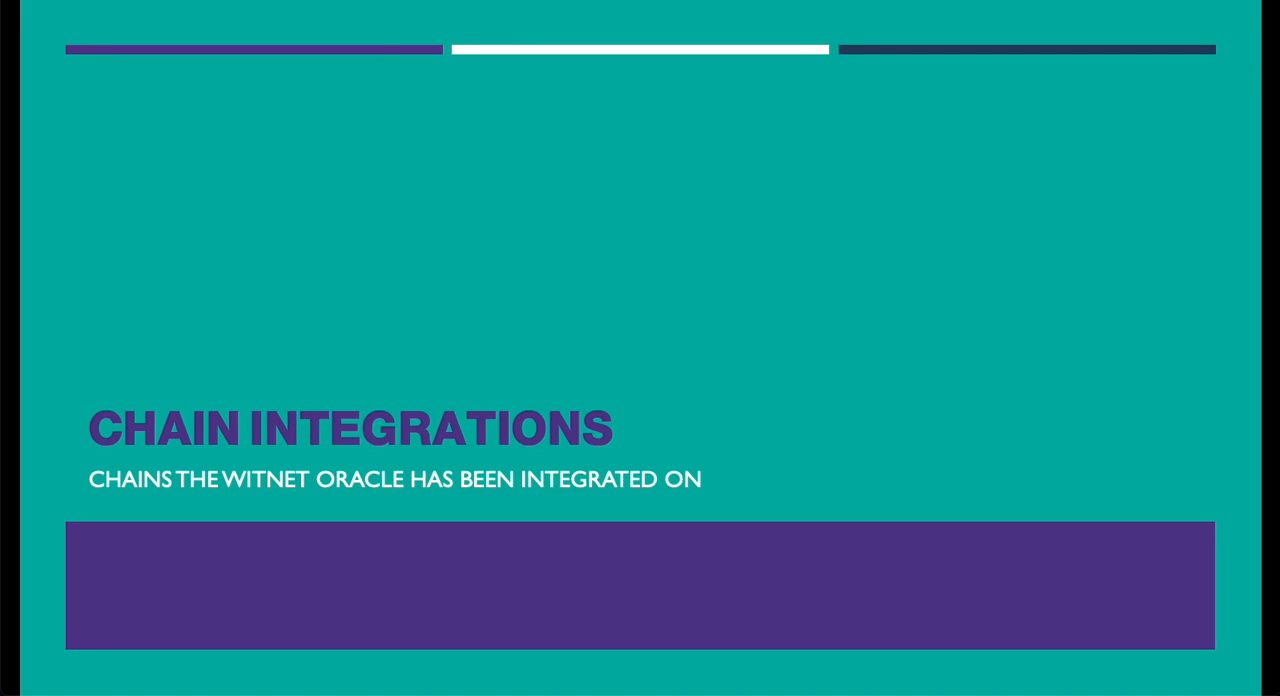 CHAIN INTEGRATIONS
CHAINS THE WITNET ORACLE HAS BEEN INTEGRATED ON